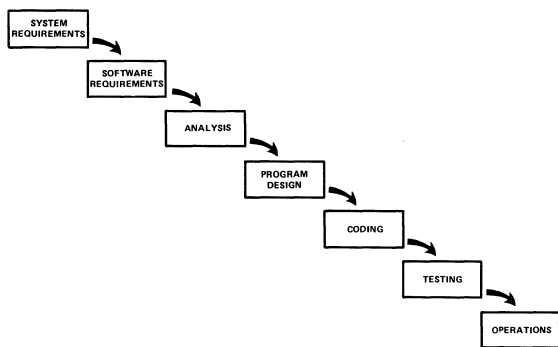 SYSTEM
REQUIREMENTS
SOFTWARE
REQUIREMENTS
ANALYSIS
PROGRAM
DESIGN
CODING
TESTING
OPERATIONS